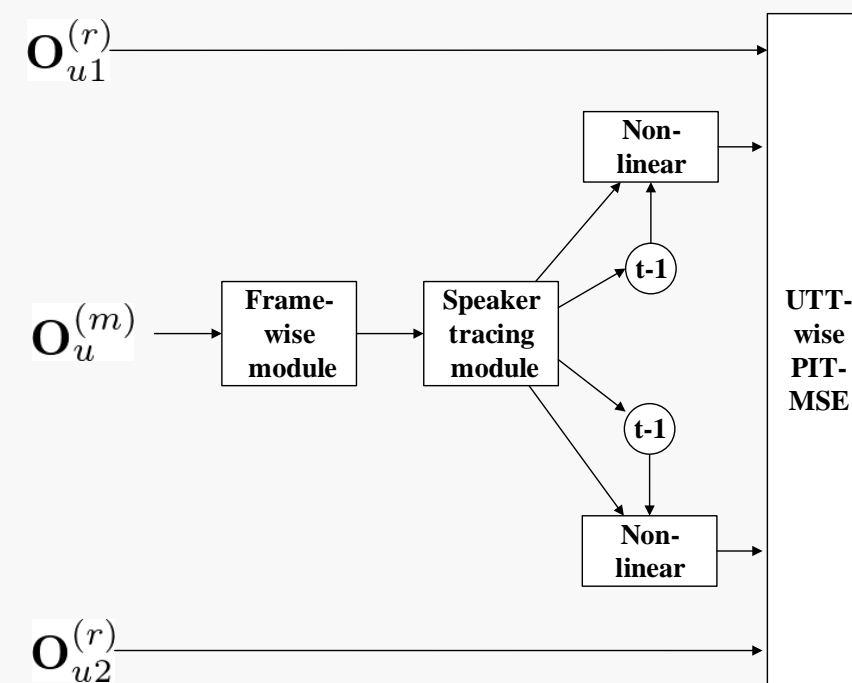 O_{u1}^{(r)}
Non-
linear
t-1
O_u^{(m)}
Frame-
wise
module
Speaker
tracing
module
UTT-
wise
PIT-
MSE
t-1
Non-
linear
O_{u2}^{(r)}